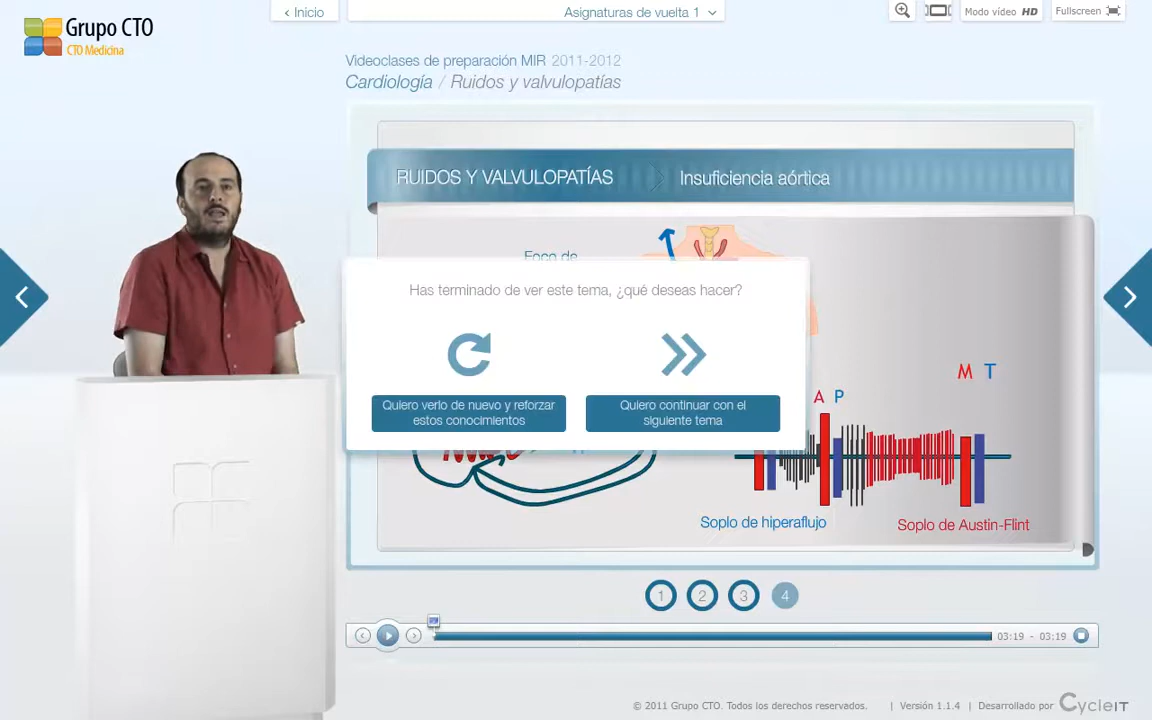 Grupo CTO
CTO Medicina
‹ Inicio
Asignaturas de vuelta 1
Modo vídeo HD
Fullscreen
Videoclases de preparación MIR 2011-2012
Cardiología / Ruidos y valvulopatías
RUIDOS Y VALVULOPATÍAS
Insuficiencia aórtica
Foco de
Has terminado de ver este tema, ¿qué deseas hacer?
Quiero verlo de nuevo y reforzar
estos conocimientos
Quiero continuar con el
siguiente tema
M T
A P
Soplo de hiperaflujo
Soplo de Austin-Flint
1 2 3 4
03:19 - 03:19
© 2011 Grupo CTO. Todos los derechos reservados. | Versión 1.1.4 | Desarrollado por CycleIT